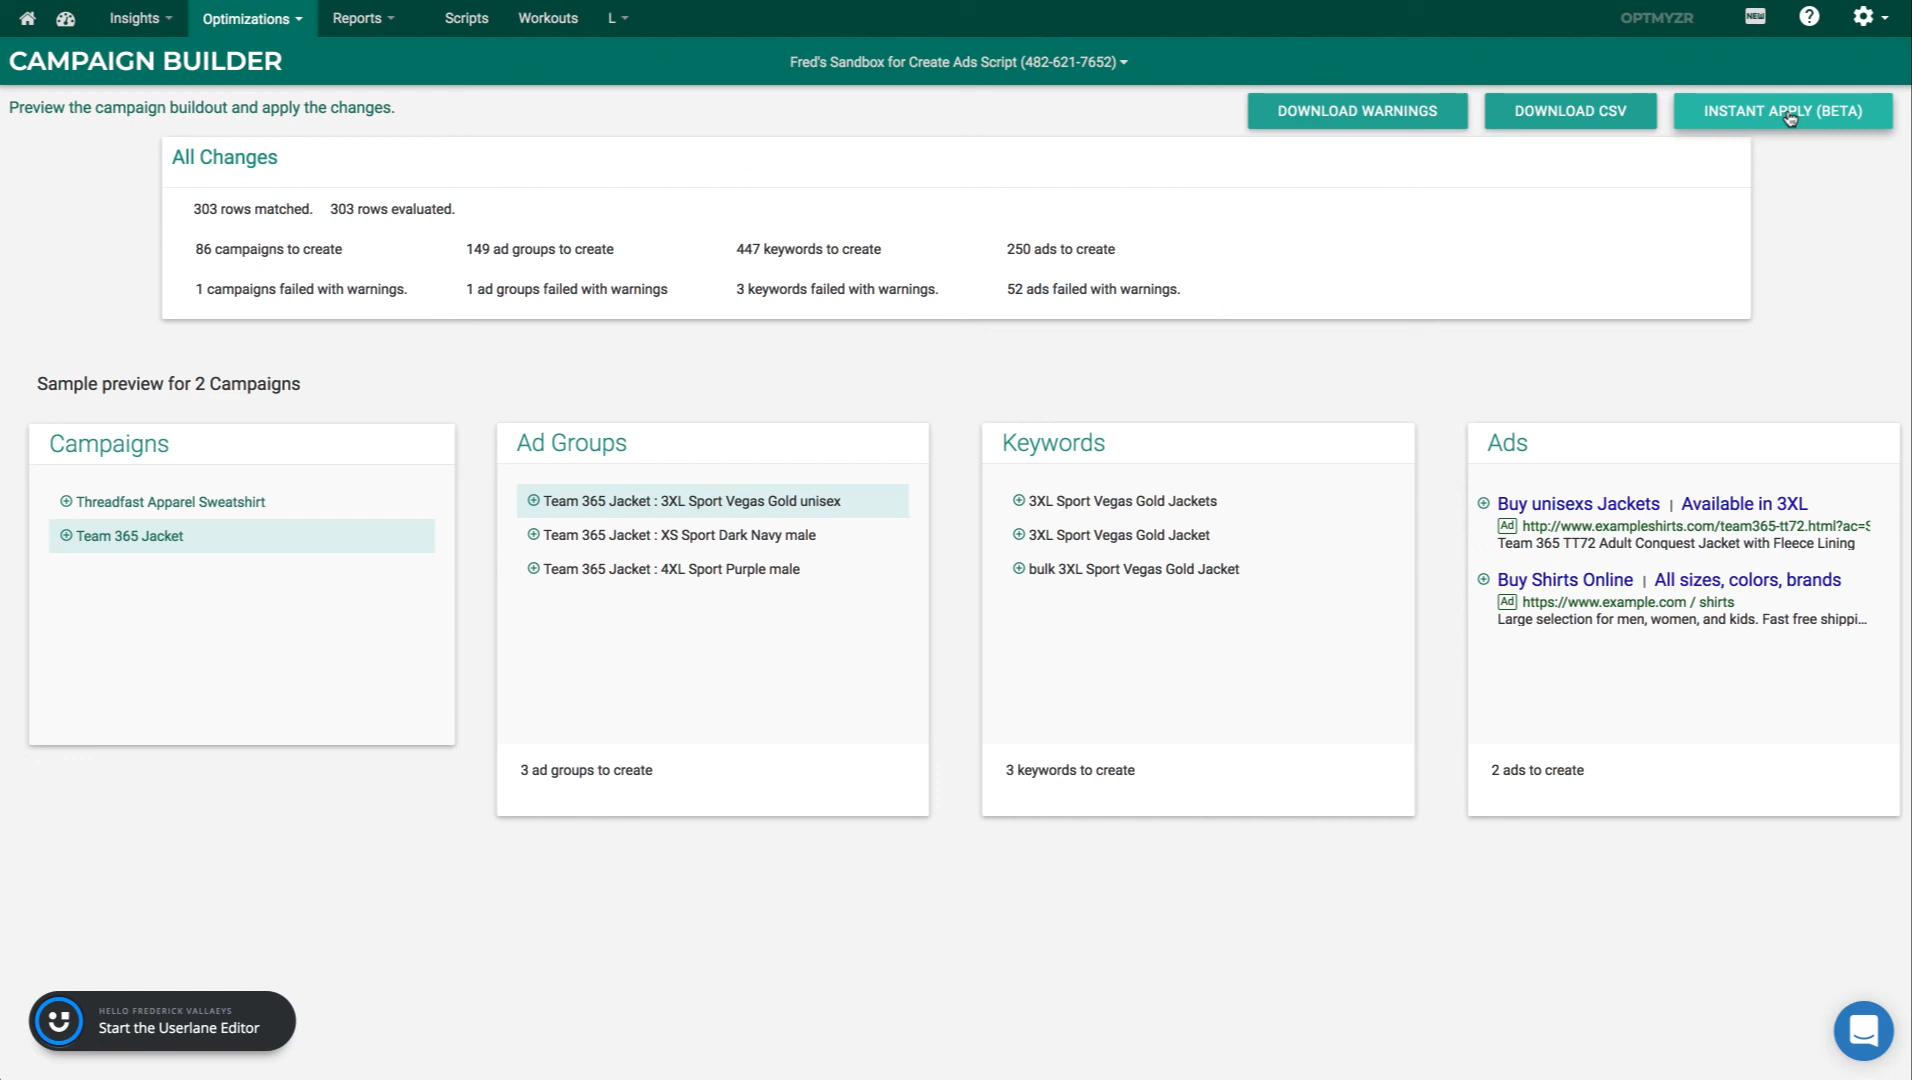 Insights
Optimizations
Reports
Scripts
Workouts
L
OPTMYZR
NEW
?
CAMPAIGN BUILDER
Fred's Sandbox for Create Ads Script (482-621-7652)
Preview the campaign buildout and apply the changes.
DOWNLOAD WARNINGS
DOWNLOAD CSV
INSTANT APPLY (BETA)
All Changes
303 rows matched. 303 rows evaluated.
86 campaigns to create
149 ad groups to create
447 keywords to create
250 ads to create
1 campaigns failed with warnings.
1 ad groups failed with warnings
3 keywords failed with warnings.
52 ads failed with warnings.
Sample preview for 2 Campaigns
Campaigns
Threadfast Apparel Sweatshirt
Team 365 Jacket
Ad Groups
Team 365 Jacket : 3XL Sport Vegas Gold unisex
Team 365 Jacket : XS Sport Dark Navy male
Team 365 Jacket : 4XL Sport Purple male
3 ad groups to create
Keywords
3XL Sport Vegas Gold Jackets
3XL Sport Vegas Gold Jacket
bulk 3XL Sport Vegas Gold Jacket
3 keywords to create
Ads
Buy unisexs Jackets | Available in 3XL
Ad http://www.exampleshirts.com/team365-tt72.html?ac=S
Team 365 TT72 Adult Conquest Jacket with Fleece Lining
Buy Shirts Online | All sizes, colors, brands
Ad https://www.example.com / shirts
Large selection for men, women, and kids. Fast free shippi...
2 ads to create
HELLO FREDERICK VALLAEYS
Start the Userlane Editor